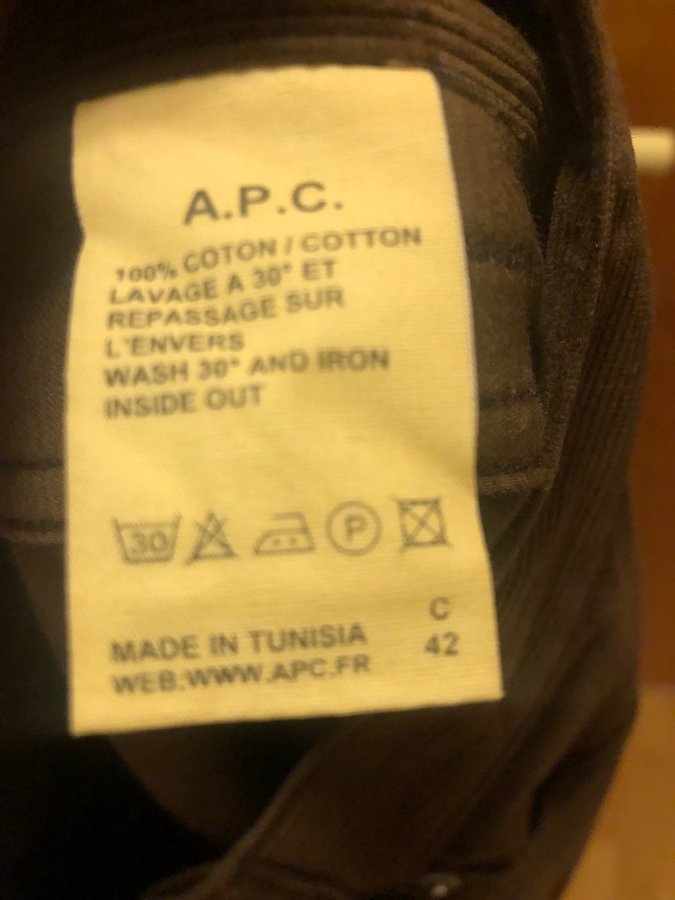 A.P.C.
100% COTON / COTTON
LAVAGE A 30° ET
REPASSAGE SUR
L'ENVERS
WASH 30° AND IRON
INSIDE OUT
30 P
C
MADE IN TUNISIA 42
WEB:WWW.APC.FR